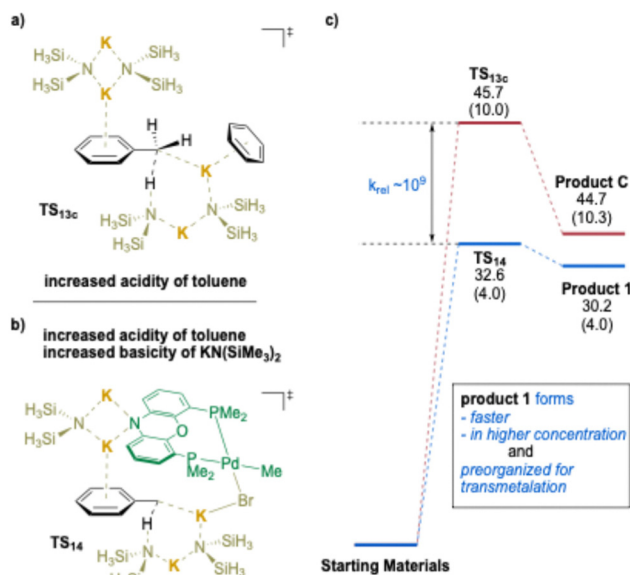 a)
K
H₃Si
SiH₃
N
N
H₃Si
SiH₃
K
‡
H
H
K
H
TS₁₃c
H₃Si
N
N
SiH₃
H₃Si
K
SiH₃
increased acidity of toluene
b)
increased acidity of toluene
increased basicity of KN(SiMe₃)₂
‡
K
H₃Si
N
N
O
PMe₂
H₃Si
K
P
Me₂
Pd
Me
Br
K
H
TS₁₄
H₃Si
N
N
SiH₃
H₃Si
K
SiH₃
c)
TS₁₃c
45.7
(10.0)
k_rel ~10⁹
Product C
44.7
(10.3)
TS₁₄
32.6
(4.0)
Product 1
30.2
(4.0)
product 1 forms
- faster
- in higher concentration
and
preorganized for
transmetalation
Starting Materials